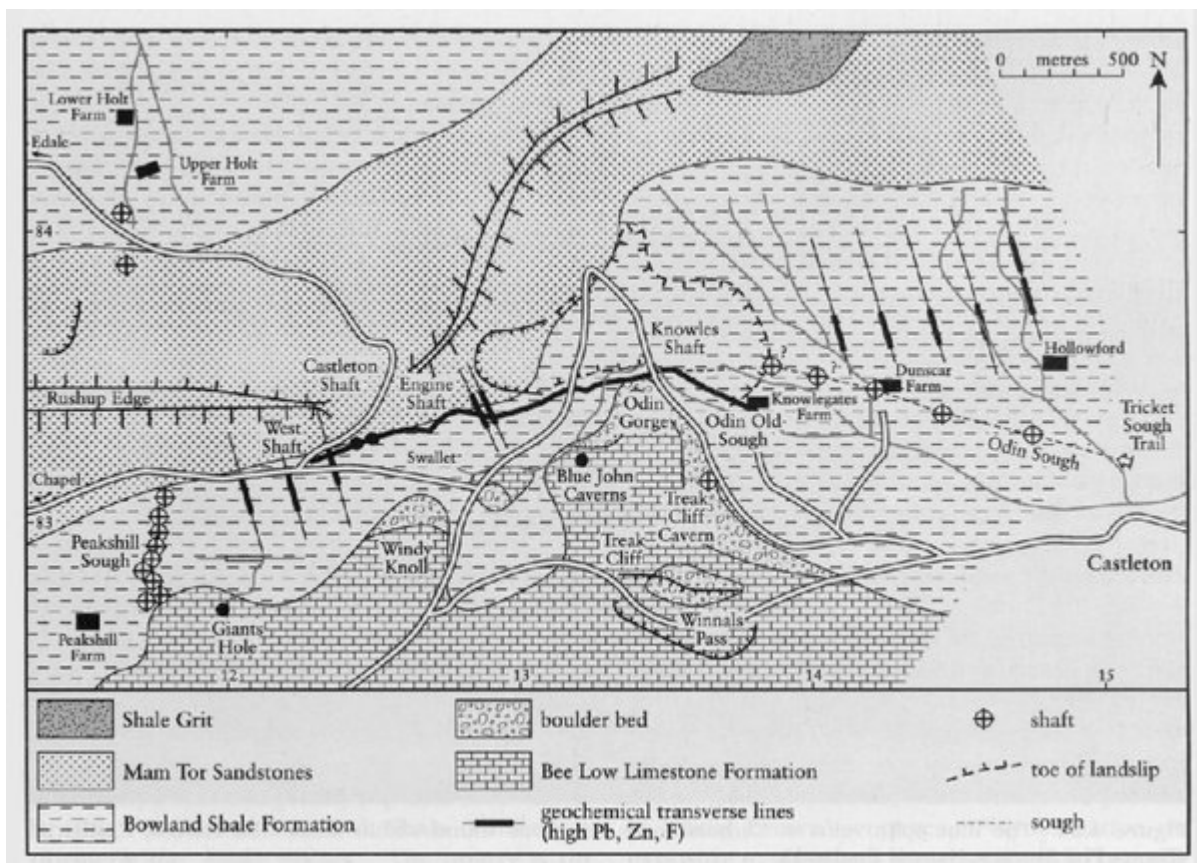 0 metres 500 N
Lower Holt
Farm
Edale
Upper Holt
Farm
84
Castleton
Shaft
Engine
Shaft
Knowles
Shaft
?
?
Hollowford
Dunscar
Farm
Knowlegates
Farm
Rushup Edge
West
Shaft
Odin
Gorge
Odin Old
Sough
Tricket
Sough
Trail
Odin Sough
Swallet
Chapel
83
Blue John
Caverns
Treak
Cliff
Cavern
Peakshill
Sough
Windy
Knoll
Treak
Cliff
Castleton
Peakshill
Farm
Giants
Hole
Winnals
Pass
12 13 14 15
Shale Grit
boulder bed
shaft
Mam Tor Sandstones
Bee Low Limestone Formation
toe of landslip
Bowland Shale Formation
geochemical transverse lines
(high Pb, Zn, F)
sough